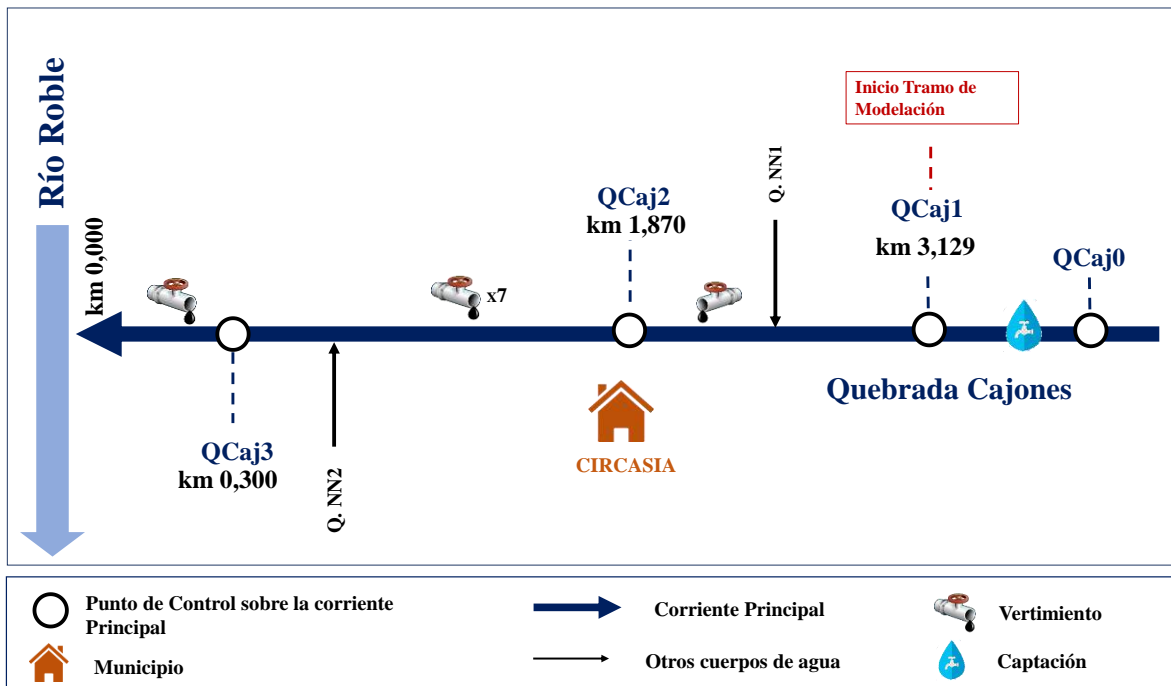 Río Roble
km 0,000
x7
QCaj2
km 1,870
Q. NN1
Inicio Tramo de
Modelación
QCaj1
km 3,129
QCaj0
Quebrada Cajones
QCaj3
km 0,300
Q. NN2
CIRCASIA
Punto de Control sobre la corriente
Principal
Corriente Principal
Vertimiento
Municipio
Otros cuerpos de agua
Captación